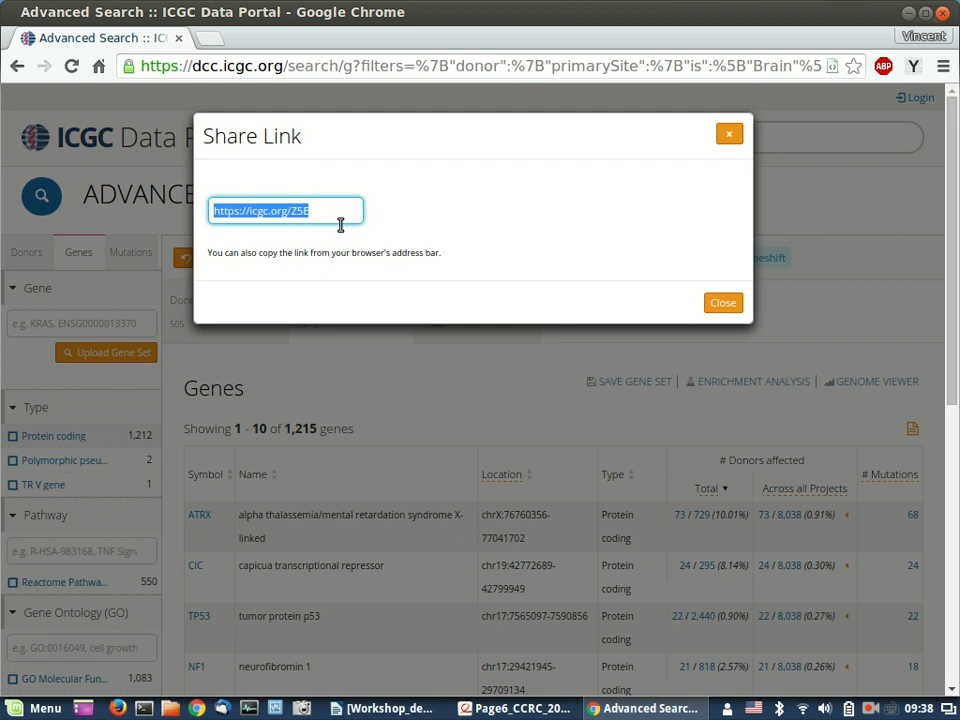 Advanced Search :: ICGC Data Portal - Google Chrome
Advanced Search :: IC
Vincent
https://dcc.icgc.org/search/g?filters=%7B"donor":%7B"primarySite":%7B"is":%5B"Brain"%5
ABP
Login
ICGC Data P
Share Link
x
ADVANCE
https://icgc.org/Z5E
You can also copy the link from your browser's address bar.
Donors Genes Mutations
meshift
Close
Gene
e.g. KRAS, ENSG0000013370
Upload Gene Set
505
Genes
SAVE GENE SET | ENRICHMENT ANALYSIS | GENOME VIEWER
Showing 1 - 10 of 1,215 genes
Type
Protein coding 1,212
Polymorphic pseu... 2
TR V gene 1
Pathway
e.g. R-HSA-983168, TNF Sign
Reactome Pathwa... 550
Gene Ontology (GO)
e.g. GO:0016049, cell growth
GO Molecular Fun... 1,083
# Donors affected
Symbol Name Location Type Total Across all Projects # Mutations
ATRX alpha thalassemia/mental retardation syndrome X- chrX:76760356- Protein 73 / 729 (10.01%) 73 / 8,038 (0.91%) 68
linked 77041702 coding
CIC capicua transcriptional repressor chr19:42772689- Protein 24 / 295 (8.14%) 24 / 8,038 (0.30%) 24
42799949 coding
TP53 tumor protein p53 chr17:7565097-7590856 Protein 22 / 2,440 (0.90%) 22 / 8,038 (0.27%) 22
coding
NF1 neurofibromin 1 chr17:29421945- Protein 21 / 818 (2.57%) 21 / 8,038 (0.26%) 18
29709134 coding
Menu [Workshop_de... Page6_CCRC_20... Advanced Searc... 09:38